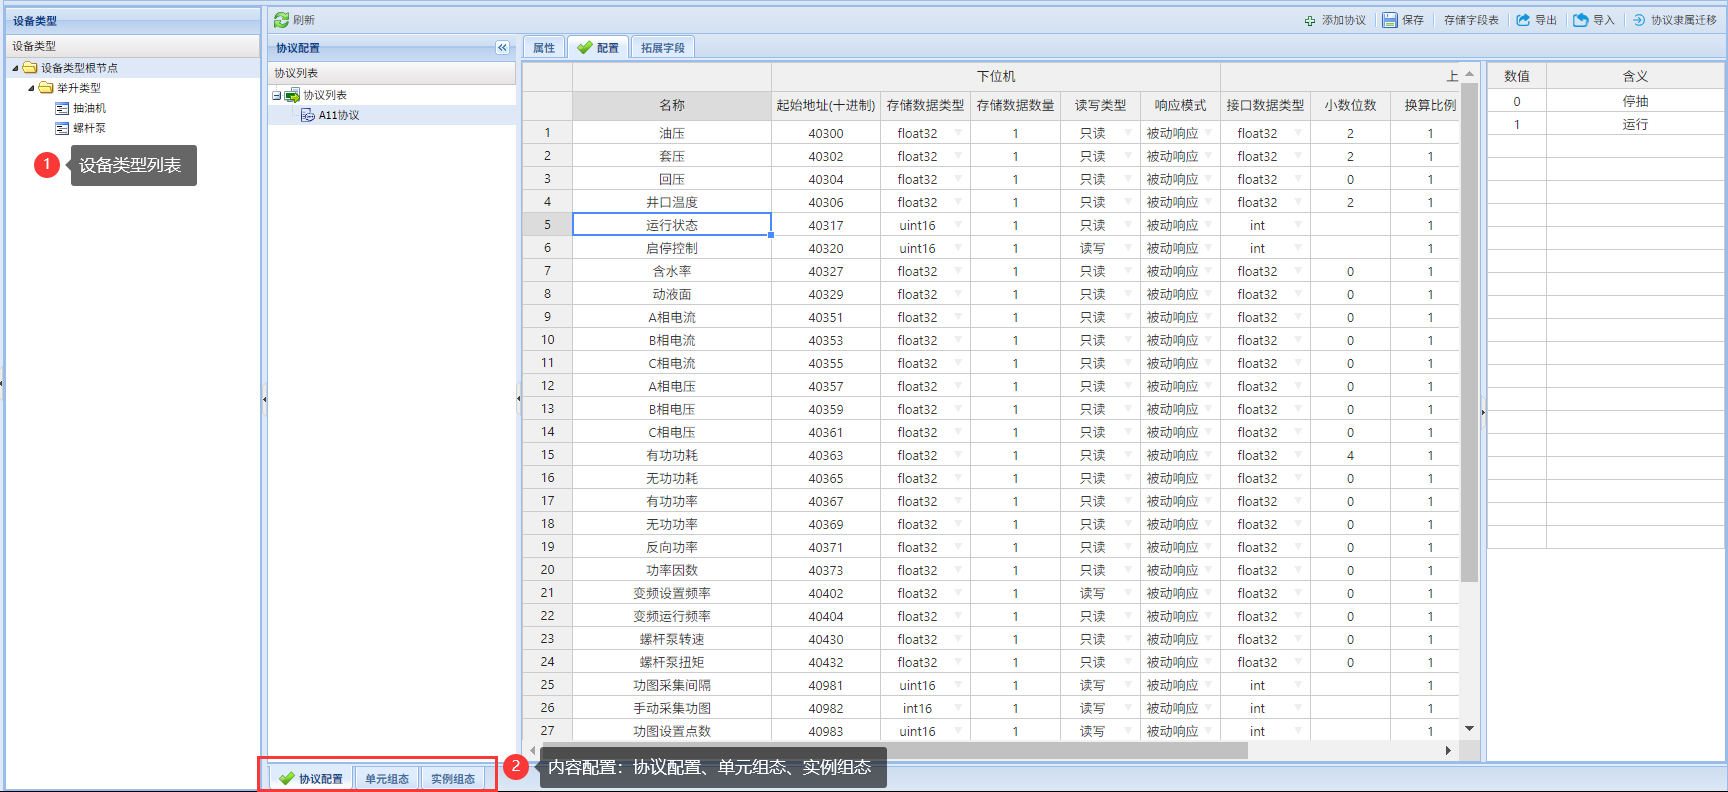 设备类型
设备类型
设备类型根节点
举升类型
抽油机
螺杆泵
1 设备类型列表
刷新
添加协议 保存 存储字段表 导出 导入 协议隶属迁移
协议配置
协议列表
协议列表
A11协议
属性 配置 拓展字段
下位机 上
名称 起始地址(十进制) 存储数据类型 存储数据数量 读写类型 响应模式 接口数据类型 小数位数 换算比例
1 油压 40300 float32 1 只读 被动响应 float32 2 1
2 套压 40302 float32 1 只读 被动响应 float32 2 1
3 回压 40304 float32 1 只读 被动响应 float32 0 1
4 井口温度 40306 float32 1 只读 被动响应 float32 2 1
5 运行状态 40317 uint16 1 只读 被动响应 int 1
6 启停控制 40320 uint16 1 读写 被动响应 int 1
7 含水率 40327 float32 1 只读 被动响应 float32 0 1
8 动液面 40329 float32 1 只读 被动响应 float32 0 1
9 A相电流 40351 float32 1 只读 被动响应 float32 0 1
10 B相电流 40353 float32 1 只读 被动响应 float32 0 1
11 C相电流 40355 float32 1 只读 被动响应 float32 0 1
12 A相电压 40357 float32 1 只读 被动响应 float32 0 1
13 B相电压 40359 float32 1 只读 被动响应 float32 0 1
14 C相电压 40361 float32 1 只读 被动响应 float32 0 1
15 有功功耗 40363 float32 1 只读 被动响应 float32 4 1
16 无功功耗 40365 float32 1 只读 被动响应 float32 0 1
17 有功功率 40367 float32 1 只读 被动响应 float32 0 1
18 无功功率 40369 float32 1 只读 被动响应 float32 0 1
19 反向功率 40371 float32 1 只读 被动响应 float32 0 1
20 功率因数 40373 float32 1 只读 被动响应 float32 0 1
21 变频设置频率 40402 float32 1 读写 被动响应 float32 0 1
22 变频运行频率 40404 float32 1 只读 被动响应 float32 0 1
23 螺杆泵转速 40430 float32 1 只读 被动响应 float32 0 1
24 螺杆泵扭矩 40432 float32 1 只读 被动响应 float32 0 1
25 功图采集间隔 40981 uint16 1 读写 被动响应 int 1
26 手动采集功图 40982 int16 1 读写 被动响应 int 1
27 功图设置点数 40983 uint16 1 读写 被动响应 int 1
数值 含义
0 停抽
1 运行
协议配置 单元组态 实例组态
2 内容配置：协议配置、单元组态、实例组态